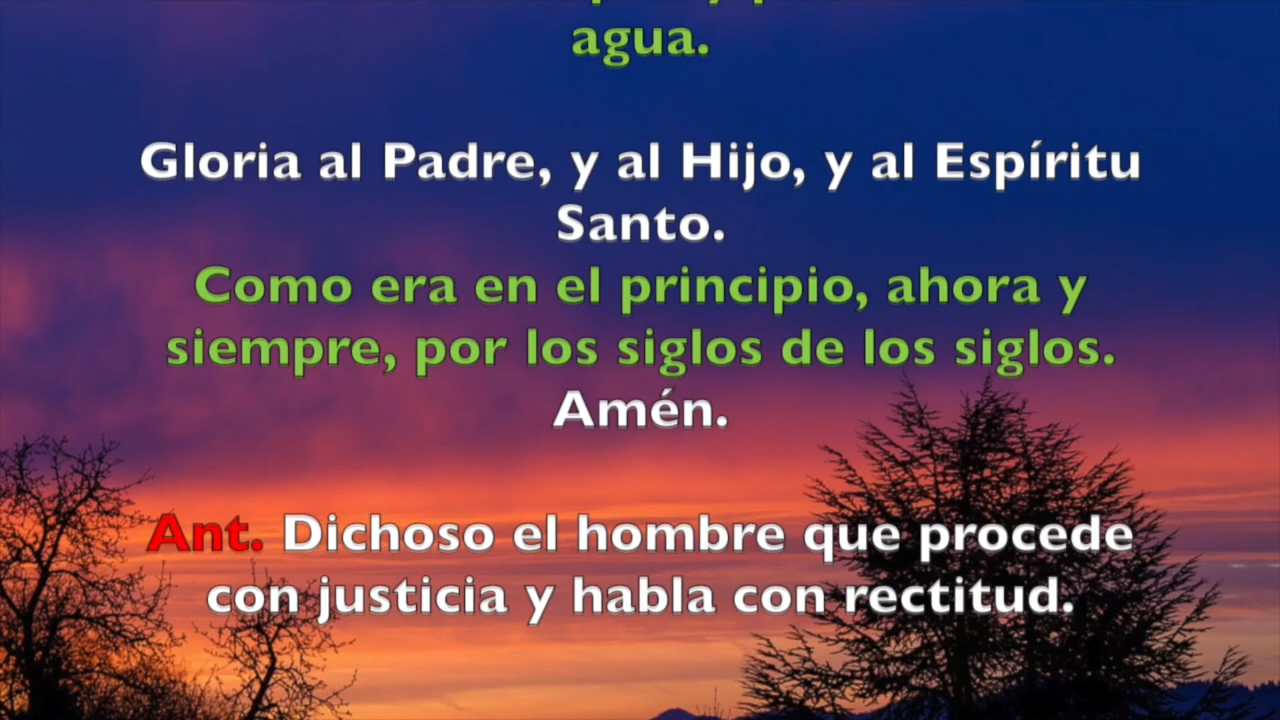 agua.
Gloria al Padre, y al Hijo, y al Espíritu
Santo.
Como era en el principio, ahora y
siempre, por los siglos de los siglos.
Amén.
Ant. Dichoso el hombre que procede
con justicia y habla con rectitud.